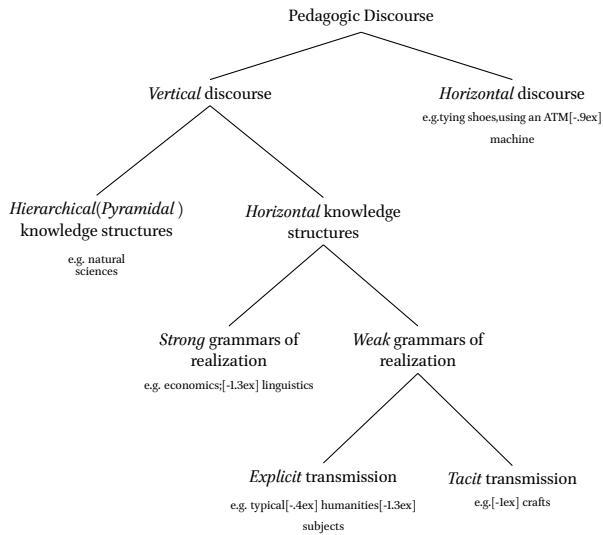 Pedagogic Discourse
Vertical discourse
Horizontal discourse
e.g.tying shoes,using an ATM[-.9ex]
machine
Hierarchical(Pyramidal )
knowledge structures
e.g. natural
sciences
Horizontal knowledge
structures
Strong grammars of
realization
e.g. economics;[-1.3ex] linguistics
Weak grammars of
realization
Explicit transmission
e.g. typical[-.4ex] humanities[-1.3ex]
subjects
Tacit transmission
e.g.[-1ex] crafts